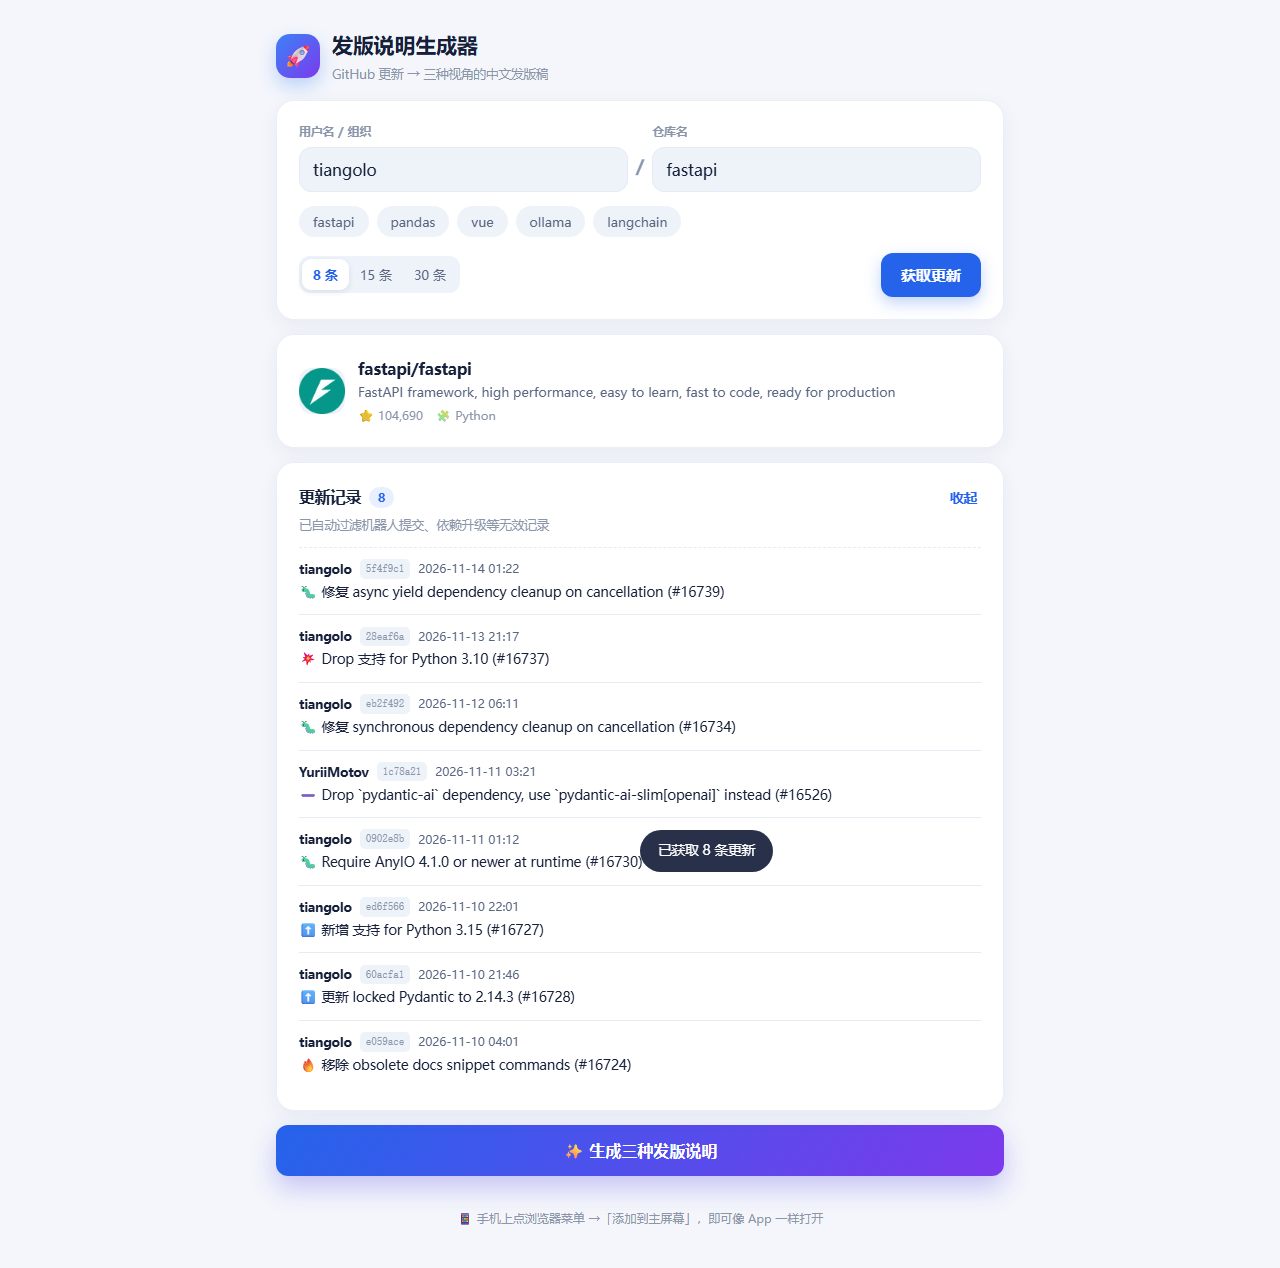 发版说明生成器
GitHub 更新 → 三种视角的中文发版稿
用户名 / 组织
仓库名
tiangolo / fastapi
fastapi pandas vue ollama langchain
8 条 15 条 30 条 获取更新
fastapi/fastapi
FastAPI framework, high performance, easy to learn, fast to code, ready for production
⭐ 104,690 🧩 Python
更新记录 8 收起
已自动过滤机器人提交、依赖升级等无效记录
tiangolo 5f4f9c1 2026-11-14 01:22
🐛 修复 async yield dependency cleanup on cancellation (#16739)
tiangolo 28eaf6a 2026-11-13 21:17
💥 Drop 支持 for Python 3.10 (#16737)
tiangolo eb2f492 2026-11-12 06:11
🐛 修复 synchronous dependency cleanup on cancellation (#16734)
YuriiMotov 1c78a21 2026-11-11 03:21
➖ Drop `pydantic-ai` dependency, use `pydantic-ai-slim[openai]` instead (#16526)
tiangolo 0902e8b 2026-11-11 01:12
🐛 Require AnyIO 4.1.0 or newer at runtime (#16730)
已获取 8 条更新
tiangolo ed6f566 2026-11-10 22:01
⬆️ 新增 支持 for Python 3.15 (#16727)
tiangolo 60acfa1 2026-11-10 21:46
⬆️ 更新 locked Pydantic to 2.14.3 (#16728)
tiangolo e059ace 2026-11-10 04:01
🔥 移除 obsolete docs snippet commands (#16724)
✨ 生成三种发版说明
📱 手机上点浏览器菜单 →「添加到主屏幕」，即可像 App 一样打开